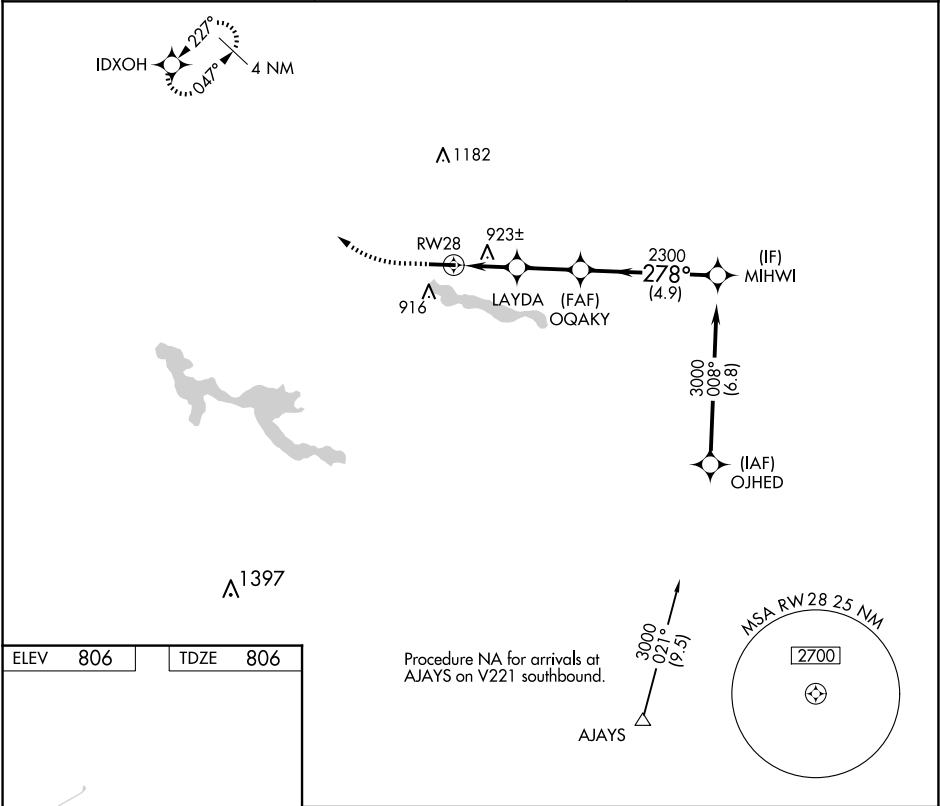 227°
IDXOH
047°
4 NM
1182
923±
RW28
2300
278°
(4.9)
(IF)
MIHWI
LAYDA
(FAF)
OQAKY
916
3000
008°
(6.8)
(IAF)
OJHED
1397
MSA RW28 25 NM
2700
ELEV 806
TDZE 806
Procedure NA for arrivals at
AJAYS on V221 southbound.
3000
021°
(9.5)
AJAYS